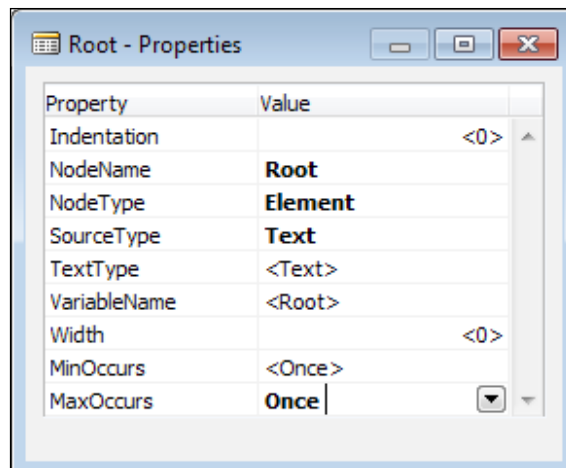 Root - Properties
Property Value
Indentation <0>
NodeName Root
NodeType Element
SourceType Text
TextType <Text>
VariableName <Root>
Width <0>
MinOccurs <Once>
MaxOccurs Once